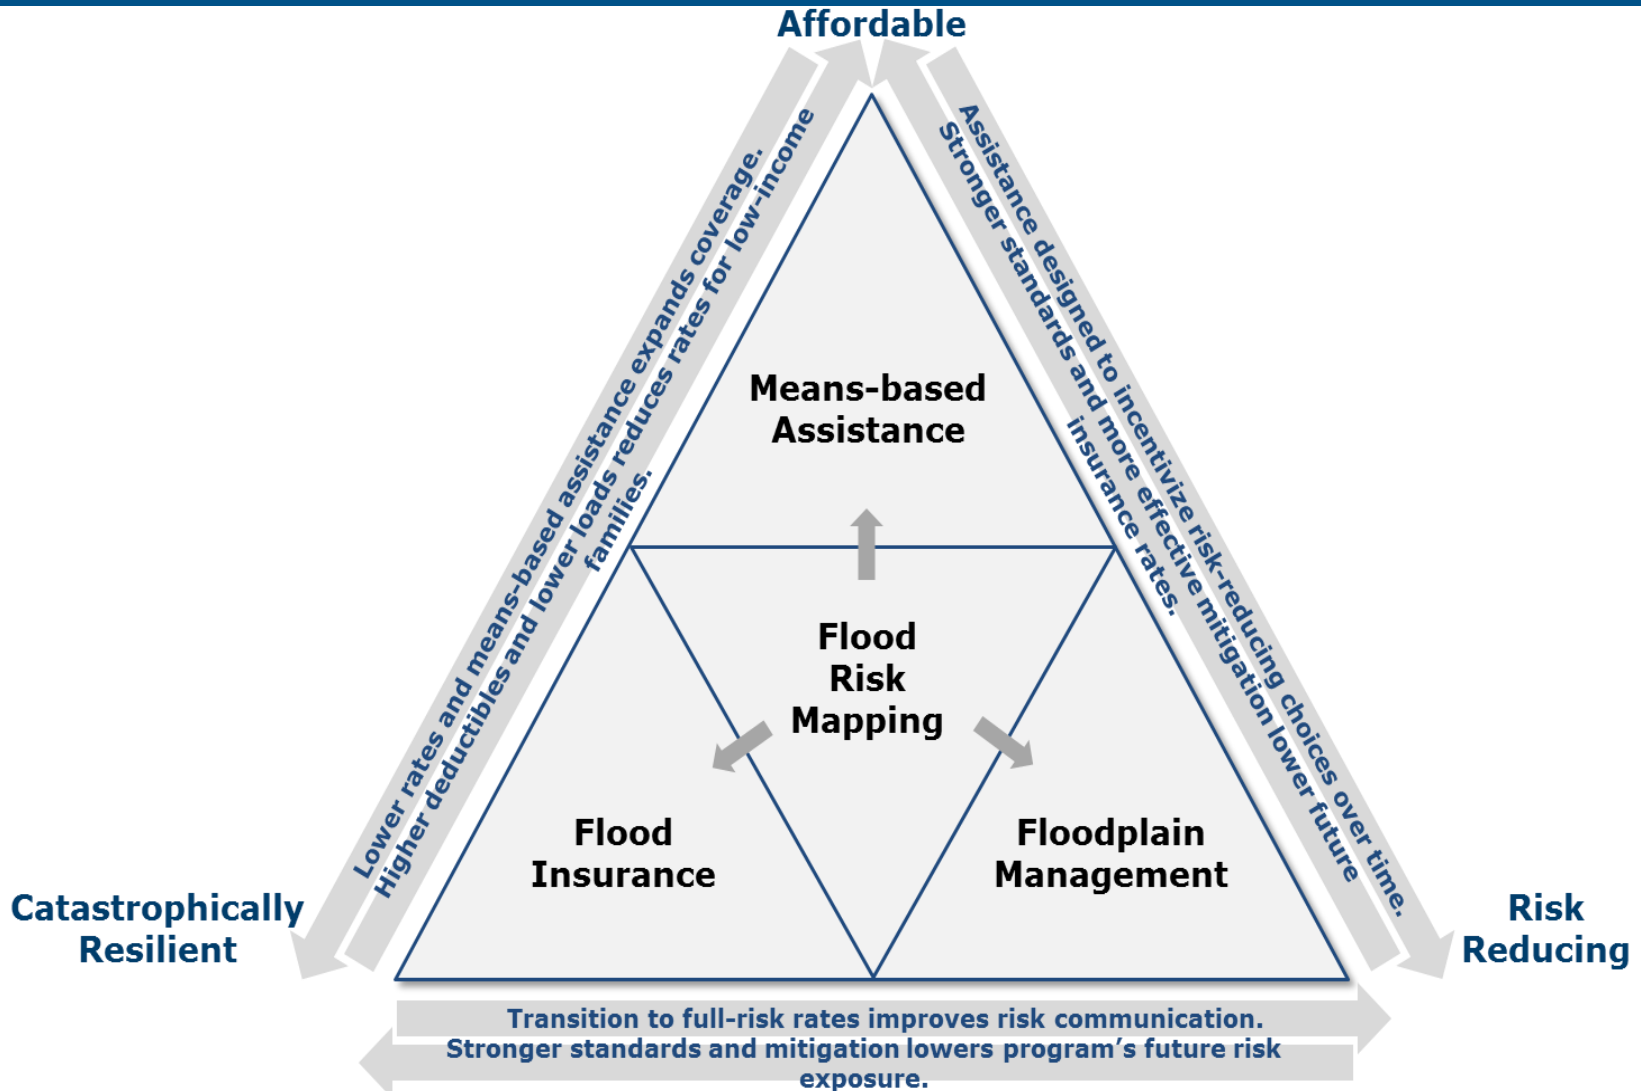 Affordable
Lower rates and means-based assistance expands coverage.
Higher deductibles and lower loads reduces rates for low-income
families.
Assistance designed to incentivize risk-reducing choices over time.
Stronger standards and more effective mitigation lower future
insurance rates.
Means-based
Assistance
Flood
Risk
Mapping
Flood
Insurance
Floodplain
Management
Catastrophically
Resilient
Risk
Reducing
Transition to full-risk rates improves risk communication.
Stronger standards and mitigation lowers program’s future risk
exposure.